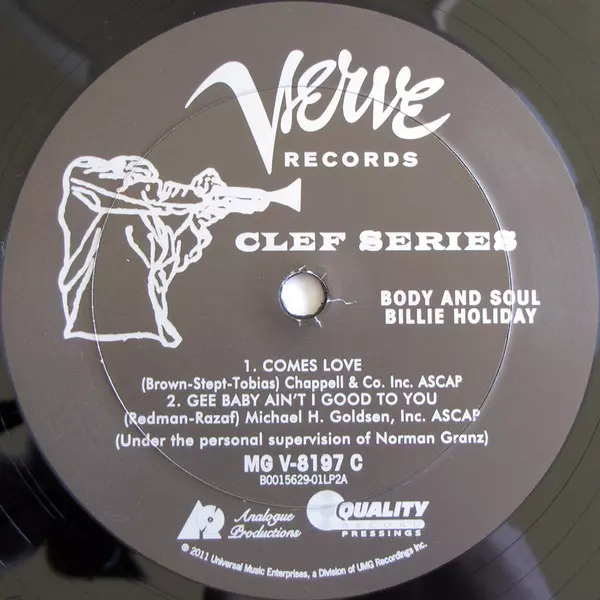 Verve
RECORDS
CLEF SERIES
BODY AND SOUL
BILLIE HOLIDAY
1. COMES LOVE
(Brown-Stept-Tobias) Chappell & Co. Inc. ASCAP
2. GEE BABY AIN'T I GOOD TO YOU
(Redman-Razaf) Michael H. Goldsen, Inc. ASCAP
(Under the personal supervision of Norman Granz)
MG V-8197 C
B0015629-01LP2A
Analogue
Productions
QUALITY
PRESSINGS
© 2011 Universal Music Enterprises, a Division of UMG Recordings Inc.